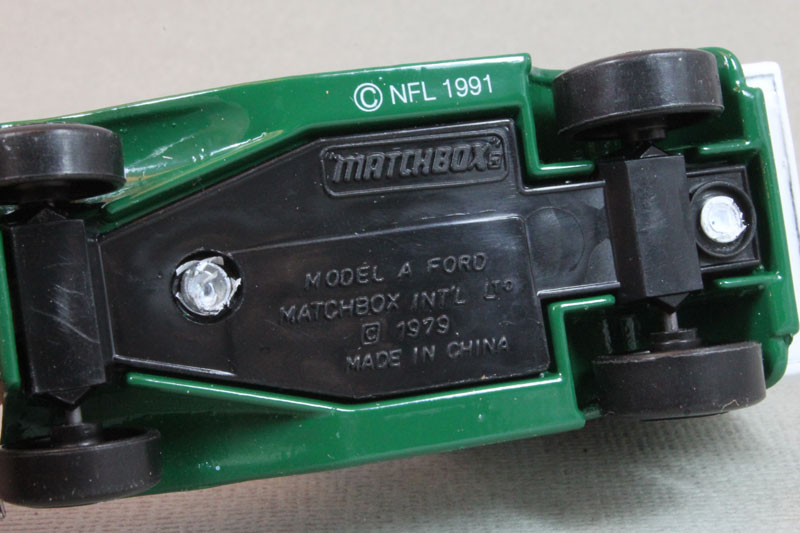 © NFL 1991
"MATCHBOX"
MODEL A FORD
MATCHBOX INT'L LTD
© 1979
MADE IN CHINA